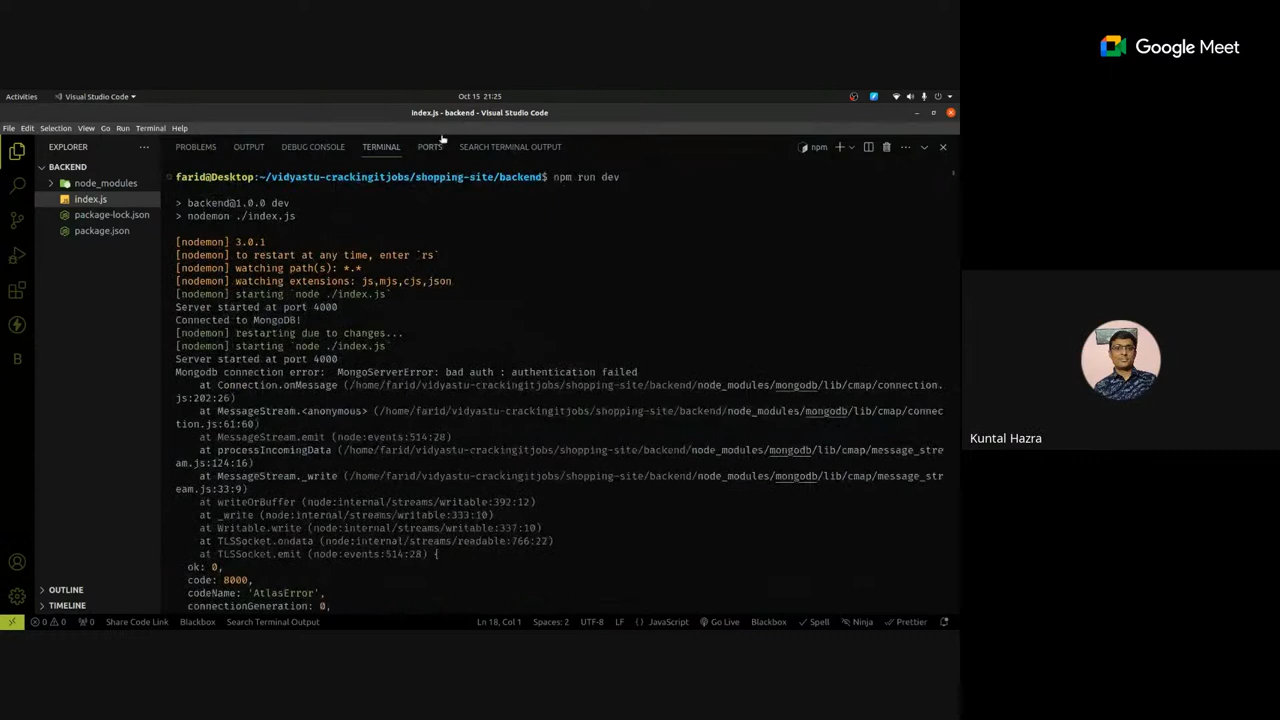 Google Meet
Activities
Visual Studio Code
Oct 15 21:25
index.js - backend - Visual Studio Code
File Edit Selection View Go Run Terminal Help
EXPLORER
PROBLEMS OUTPUT DEBUG CONSOLE TERMINAL PORTS SEARCH TERMINAL OUTPUT
npm
BACKEND
node_modules
index.js
package-lock.json
package.json
farid@Desktop:~/vidyastu-crackingitjobs/shopping-site/backend$ npm run dev
> backend@1.0.0 dev
> nodemon ./index.js
[nodemon] 3.0.1
[nodemon] to restart at any time, enter `rs`
[nodemon] watching path(s): *.*
[nodemon] watching extensions: js,mjs,cjs,json
[nodemon] starting `node ./index.js`
Server started at port 4000
Connected to MongoDB!
[nodemon] restarting due to changes...
[nodemon] starting `node ./index.js`
Server started at port 4000
Mongodb connection error:  MongoServerError: bad auth : authentication failed
at Connection.onMessage (/home/farid/vidyastu-crackingitjobs/shopping-site/backend/node_modules/mongodb/lib/cmap/connection.
js:202:26)
at MessageStream.<anonymous> (/home/farid/vidyastu-crackingitjobs/shopping-site/backend/node_modules/mongodb/lib/cmap/connec
tion.js:61:60)
at MessageStream.emit (node:events:514:28)
at processIncomingData (/home/farid/vidyastu-crackingitjobs/shopping-site/backend/node_modules/mongodb/lib/cmap/message_stre
am.js:124:16)
at MessageStream._write (/home/farid/vidyastu-crackingitjobs/shopping-site/backend/node_modules/mongodb/lib/cmap/message_str
eam.js:33:9)
at writeOrBuffer (node:internal/streams/writable:392:12)
at _write (node:internal/streams/writable:333:10)
at Writable.write (node:internal/streams/writable:337:10)
at TLSSocket.ondata (node:internal/streams/readable:766:22)
at TLSSocket.emit (node:events:514:28) {
ok: 0,
code: 8000,
codeName: 'AtlasError',
connectionGeneration: 0,
OUTLINE
TIMELINE
0 0 0 Share Code Link Blackbox Search Terminal Output
Ln 18, Col 1 Spaces: 2 UTF-8 LF {} JavaScript Go Live Blackbox Spell Ninja Prettier
Kuntal Hazra